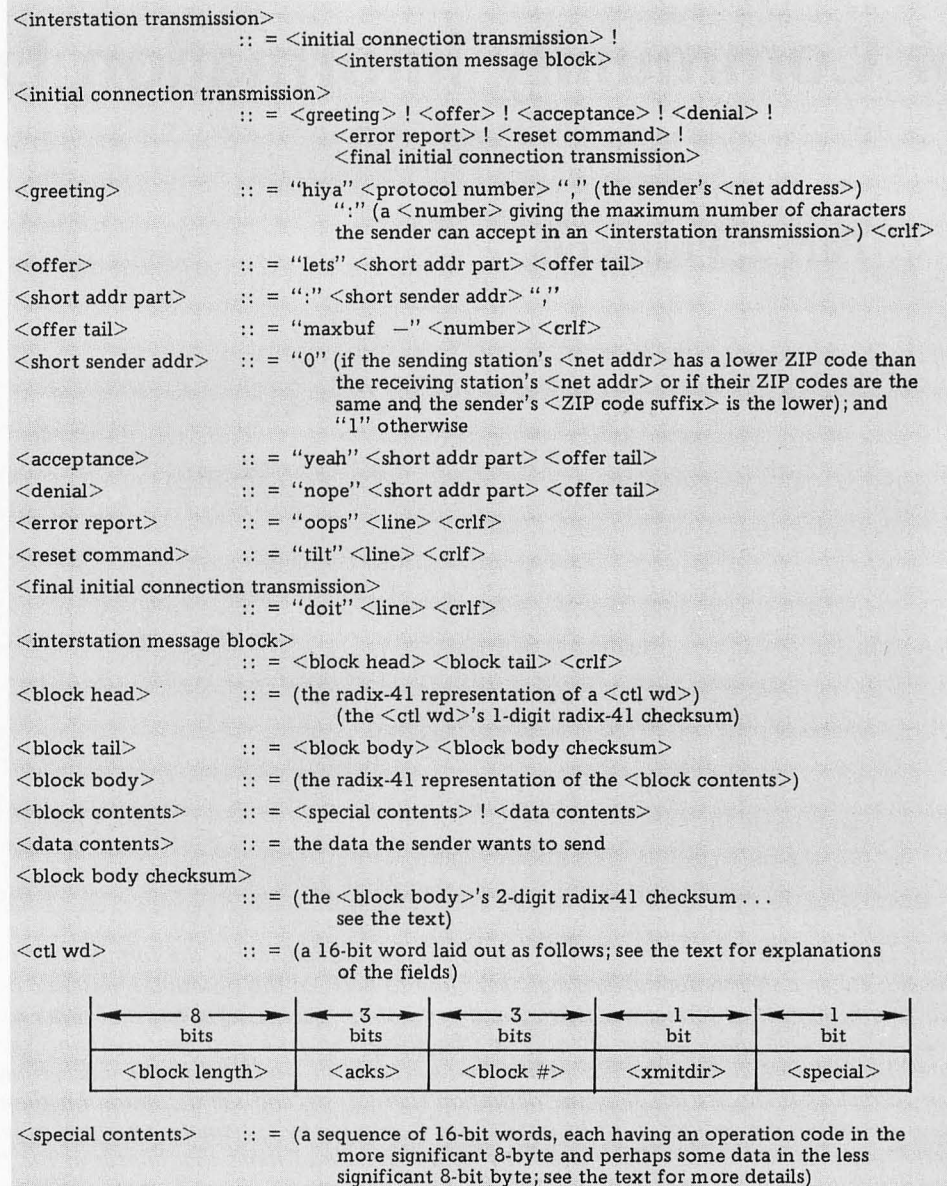 <interstation transmission>
:: = <initial connection transmission> !
<interstation message block>
<initial connection transmission>
:: = <greeting> ! <offer> ! <acceptance> ! <denial> !
<error report> ! <reset command> !
<final initial connection transmission>
<greeting> :: = “hiya” <protocol number> “,” (the sender's <net address>)
“:” (a <number> giving the maximum number of characters
the sender can accept in an <interstation transmission>) <crlf>
<offer> :: = “lets” <short addr part> <offer tail>
<short addr part> :: = “:” <short sender addr> “,”
<offer tail> :: = “maxbuf —” <number> <crlf>
<short sender addr> :: = “0” (if the sending station's <net addr> has a lower ZIP code than
the receiving station's <net addr> or if their ZIP codes are the
same and the sender's <ZIP code suffix> is the lower); and
“1” otherwise
<acceptance> :: = “yeah” <short addr part> <offer tail>
<denial> :: = “nope” <short addr part> <offer tail>
<error report> :: = “oops” <line> <crlf>
<reset command> :: = “tilt” <line> <crlf>
<final initial connection transmission>
:: = “doit” <line> <crlf>
<interstation message block>
:: = <block head> <block tail> <crlf>
<block head> :: = (the radix-41 representation of a <ctl wd>)
(the <ctl wd>'s 1-digit radix-41 checksum)
<block tail> :: = <block body> <block body checksum>
<block body> :: = (the radix-41 representation of the <block contents>)
<block contents> :: = <special contents> ! <data contents>
<data contents> :: = the data the sender wants to send
<block body checksum>
:: = (the <block body>'s 2-digit radix-41 checksum . .
see the text)
<ctl wd> :: = (a 16-bit word laid out as follows; see the text for explanations
of the fields)
8 3 3 1 1
bits bits bits bit bit
<block length> <acks> <block #> <xmitdir> <special>
<special contents> :: = (a sequence of 16-bit words, each having an operation code in the
more significant 8-byte and perhaps some data in the less
significant 8-bit byte; see the text for more details)